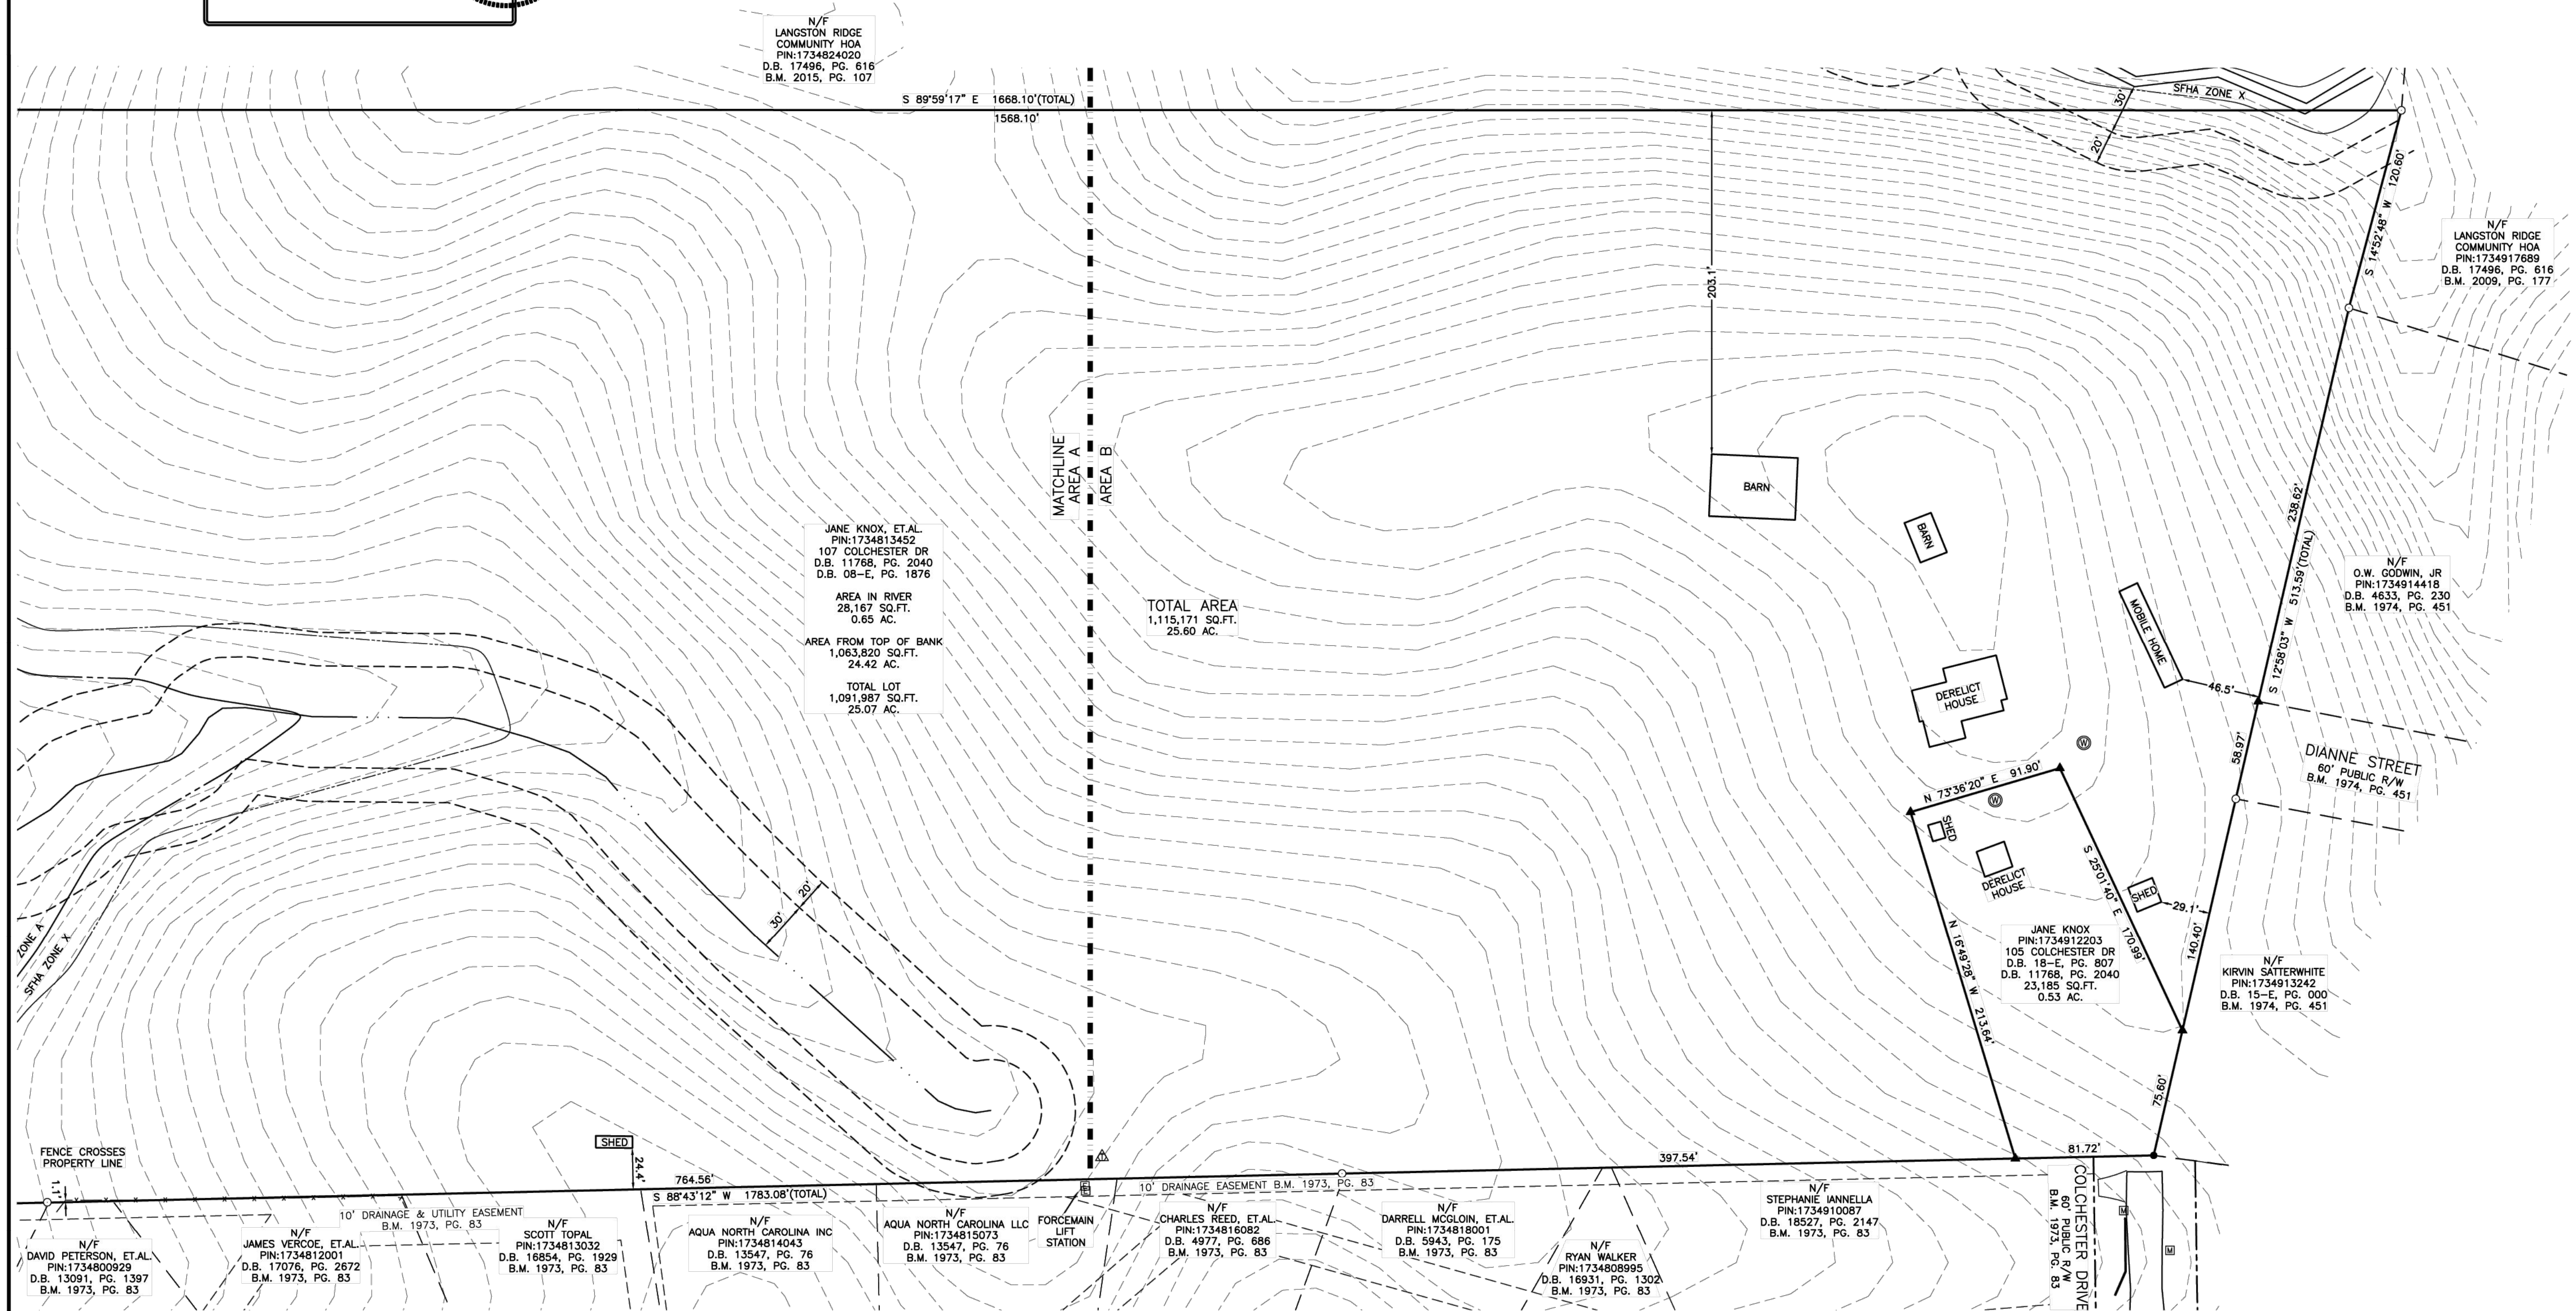 N/F
LANGSTON RIDGE
COMMUNITY HOA
PIN:1734824020
D.B. 17496, PG. 616
B.M. 2015, PG. 107
S 89°59'17" E 1668.10'(TOTAL)
1568.10'
SFHA ZONE X
30'
20'
S 14°52'48" W 120.60'
N/F
LANGSTON RIDGE
COMMUNITY HOA
PIN:1734917689
D.B. 17496, PG. 616
B.M. 2009, PG. 177
203.1'
MATCHLINE
AREA A
AREA B
BARN
BARN
238.62'
S 12°58'03" W 513.59'(TOTAL)
JANE KNOX, ET.AL.
PIN:1734813452
107 COLCHESTER DR
D.B. 11768, PG. 2040
D.B. 08-E, PG. 1876
AREA IN RIVER
28,167 SQ.FT.
0.65 AC.
AREA FROM TOP OF BANK
1,063,820 SQ.FT.
24.42 AC.
TOTAL LOT
1,091,987 SQ.FT.
25.07 AC.
TOTAL AREA
1,115,171 SQ.FT.
25.60 AC.
MOBILE HOME
46.5'
N/F
O.W. GODWIN, JR
PIN:1734914418
D.B. 4633, PG. 230
B.M. 1974, PG. 451
DERELICT
HOUSE
W
58.97'
DIANNE STREET
60' PUBLIC R/W
B.M. 1974, PG. 451
N 73°36'20" E 91.90'
W
SHED
DERELICT
HOUSE
S 25°01'40" E 170.99'
SHED
29.1'
140.40'
N 16°49'28" W 213.64'
JANE KNOX
PIN:1734912203
105 COLCHESTER DR
D.B. 18-E, PG. 807
D.B. 11768, PG. 2040
23,185 SQ.FT.
0.53 AC.
N/F
KIRVIN SATTERWHITE
PIN:1734913242
D.B. 15-E, PG. 000
B.M. 1974, PG. 451
75.60'
ZONE A
SFHA ZONE X
30'
20'
FENCE CROSSES
PROPERTY LINE
1.1'
SHED
24.4'
764.56'
S 88°43'12" W 1783.08'(TOTAL)
397.54'
81.72'
10' DRAINAGE EASEMENT B.M. 1973, PG. 83
10' DRAINAGE & UTILITY EASEMENT
B.M. 1973, PG. 83
N/F
DAVID PETERSON, ET.AL.
PIN:1734800929
D.B. 13091, PG. 1397
B.M. 1973, PG. 83
N/F
JAMES VERCOE, ET.AL.
PIN:1734812001
D.B. 17076, PG. 2672
B.M. 1973, PG. 83
N/F
SCOTT TOPAL
PIN:1734813032
D.B. 16854, PG. 1929
B.M. 1973, PG. 83
N/F
AQUA NORTH CAROLINA INC
PIN:1734814043
D.B. 13547, PG. 76
B.M. 1973, PG. 83
N/F
AQUA NORTH CAROLINA LLC
PIN:1734815073
D.B. 13547, PG. 76
B.M. 1973, PG. 83
FORCEMAIN
LIFT
STATION
N/F
CHARLES REED, ET.AL.
PIN:1734816082
D.B. 4977, PG. 686
B.M. 1973, PG. 83
N/F
DARRELL MCGLOIN, ET.AL.
PIN:1734818001
D.B. 5943, PG. 175
B.M. 1973, PG. 83
N/F
RYAN WALKER
PIN:1734808995
D.B. 16931, PG. 1302
B.M. 1973, PG. 83
N/F
STEPHANIE IANNELLA
PIN:1734910087
D.B. 18527, PG. 2147
B.M. 1973, PG. 83
COLCHESTER DRIVE
60' PUBLIC R/W
B.M. 1973, PG. 83
M
M